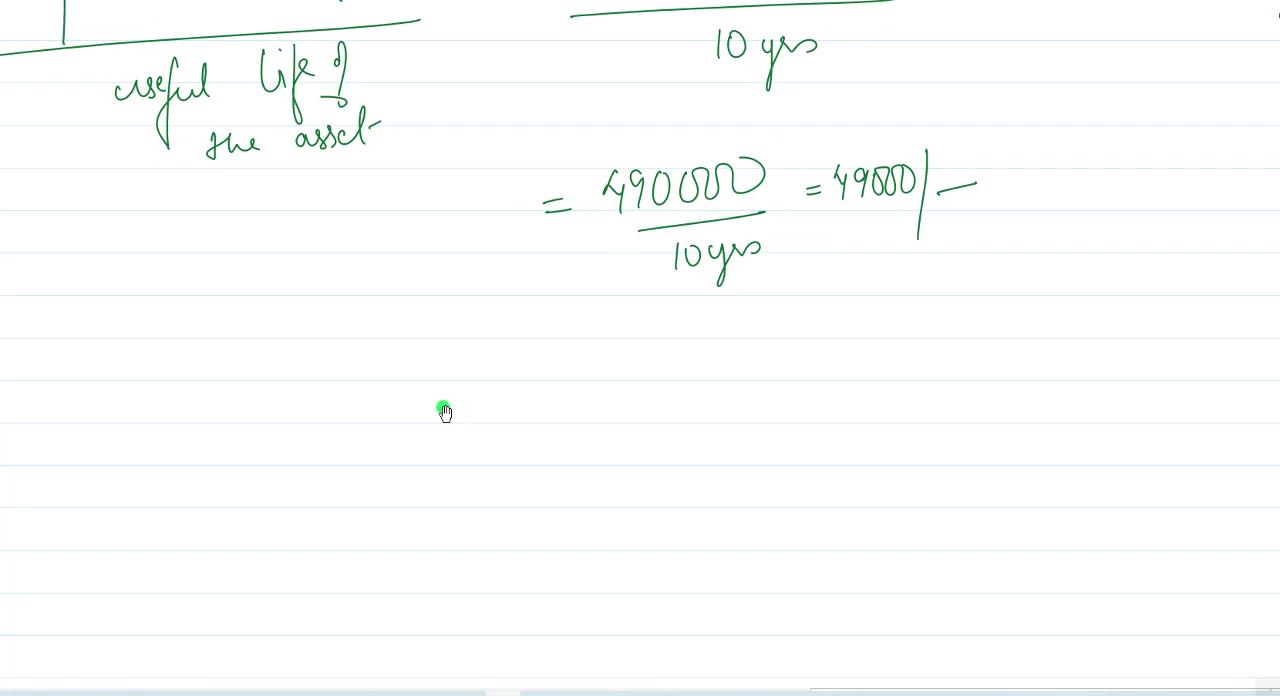 useful life of
the asset
10 yrs
= 490000 = 49000/-
10 yrs